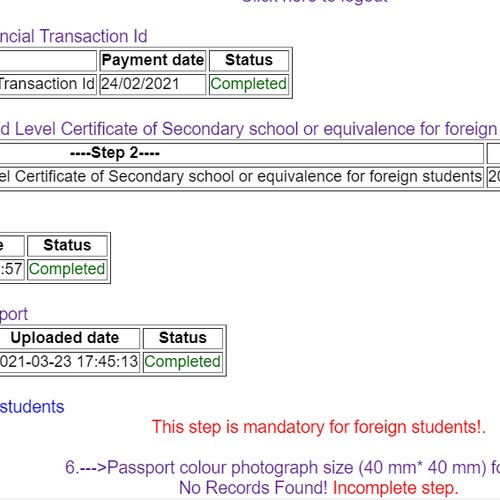 Click here to logout
ncial Transaction Id
Payment date Status
Transaction Id 24/02/2021 Completed
d Level Certificate of Secondary school or equivalence for foreign
----Step 2----
el Certificate of Secondary school or equivalence for foreign students 20
e Status
:57 Completed
port
Uploaded date Status
021-03-23 17:45:13 Completed
students
This step is mandatory for foreign students!.
6.--->Passport colour photograph size (40 mm* 40 mm) fo
No Records Found! Incomplete step.